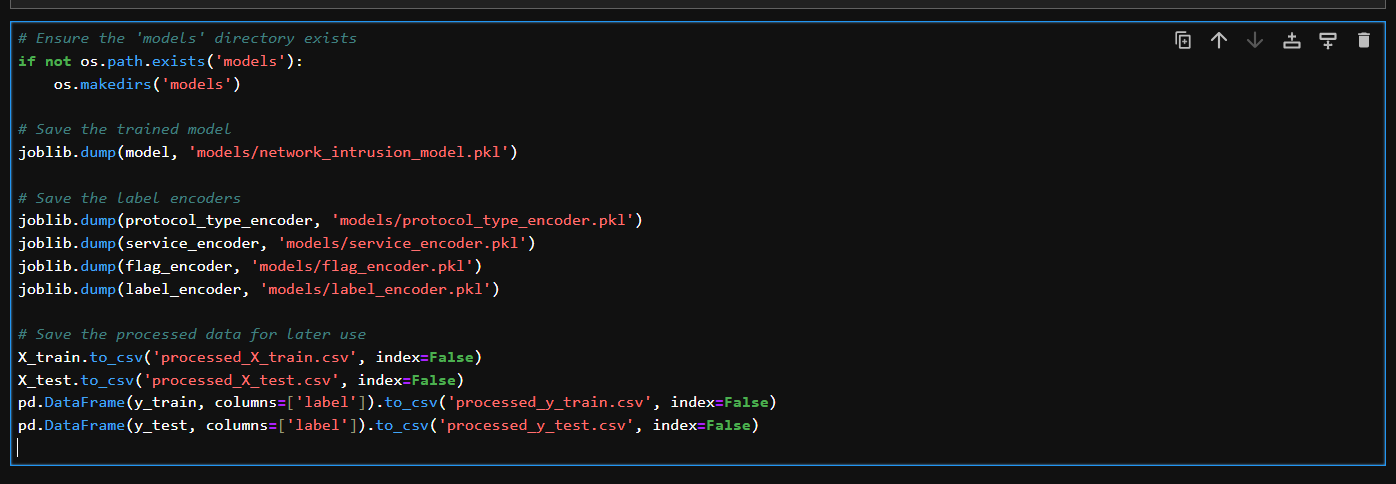 # Ensure the 'models' directory exists
if not os.path.exists('models'):
    os.makedirs('models')
# Save the trained model
joblib.dump(model, 'models/network_intrusion_model.pkl')
# Save the label encoders
joblib.dump(protocol_type_encoder, 'models/protocol_type_encoder.pkl')
joblib.dump(service_encoder, 'models/service_encoder.pkl')
joblib.dump(flag_encoder, 'models/flag_encoder.pkl')
joblib.dump(label_encoder, 'models/label_encoder.pkl')
# Save the processed data for later use
X_train.to_csv('processed_X_train.csv', index=False)
X_test.to_csv('processed_X_test.csv', index=False)
pd.DataFrame(y_train, columns=['label']).to_csv('processed_y_train.csv', index=False)
pd.DataFrame(y_test, columns=['label']).to_csv('processed_y_test.csv', index=False)